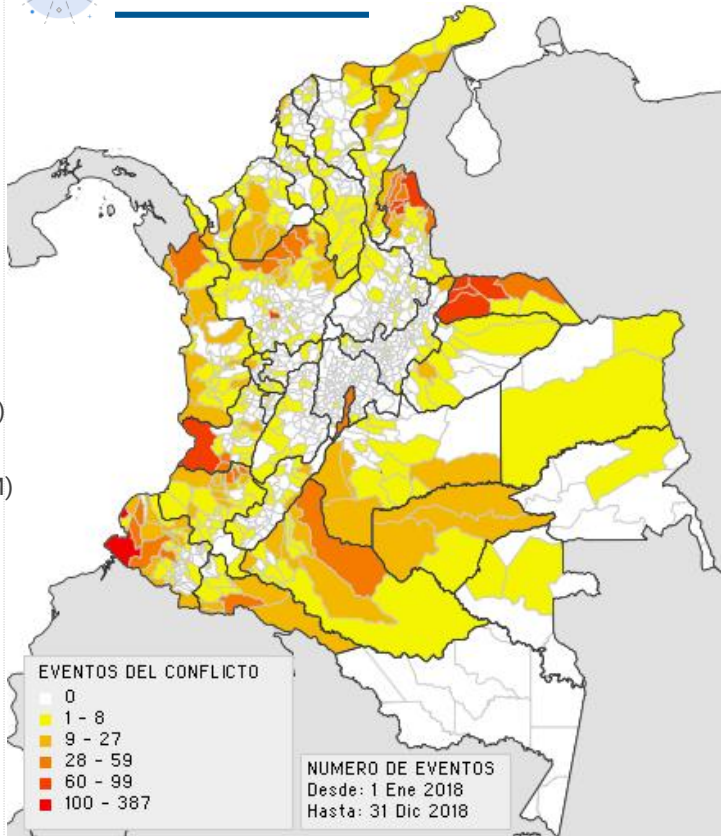 )
1)
EVENTOS DEL CONFLICTO
0
1 - 8
9 - 27
28 - 59
60 - 99
100 - 387
NUMERO DE EVENTOS
Desde: 1 Ene 2018
Hasta: 31 Dic 2018